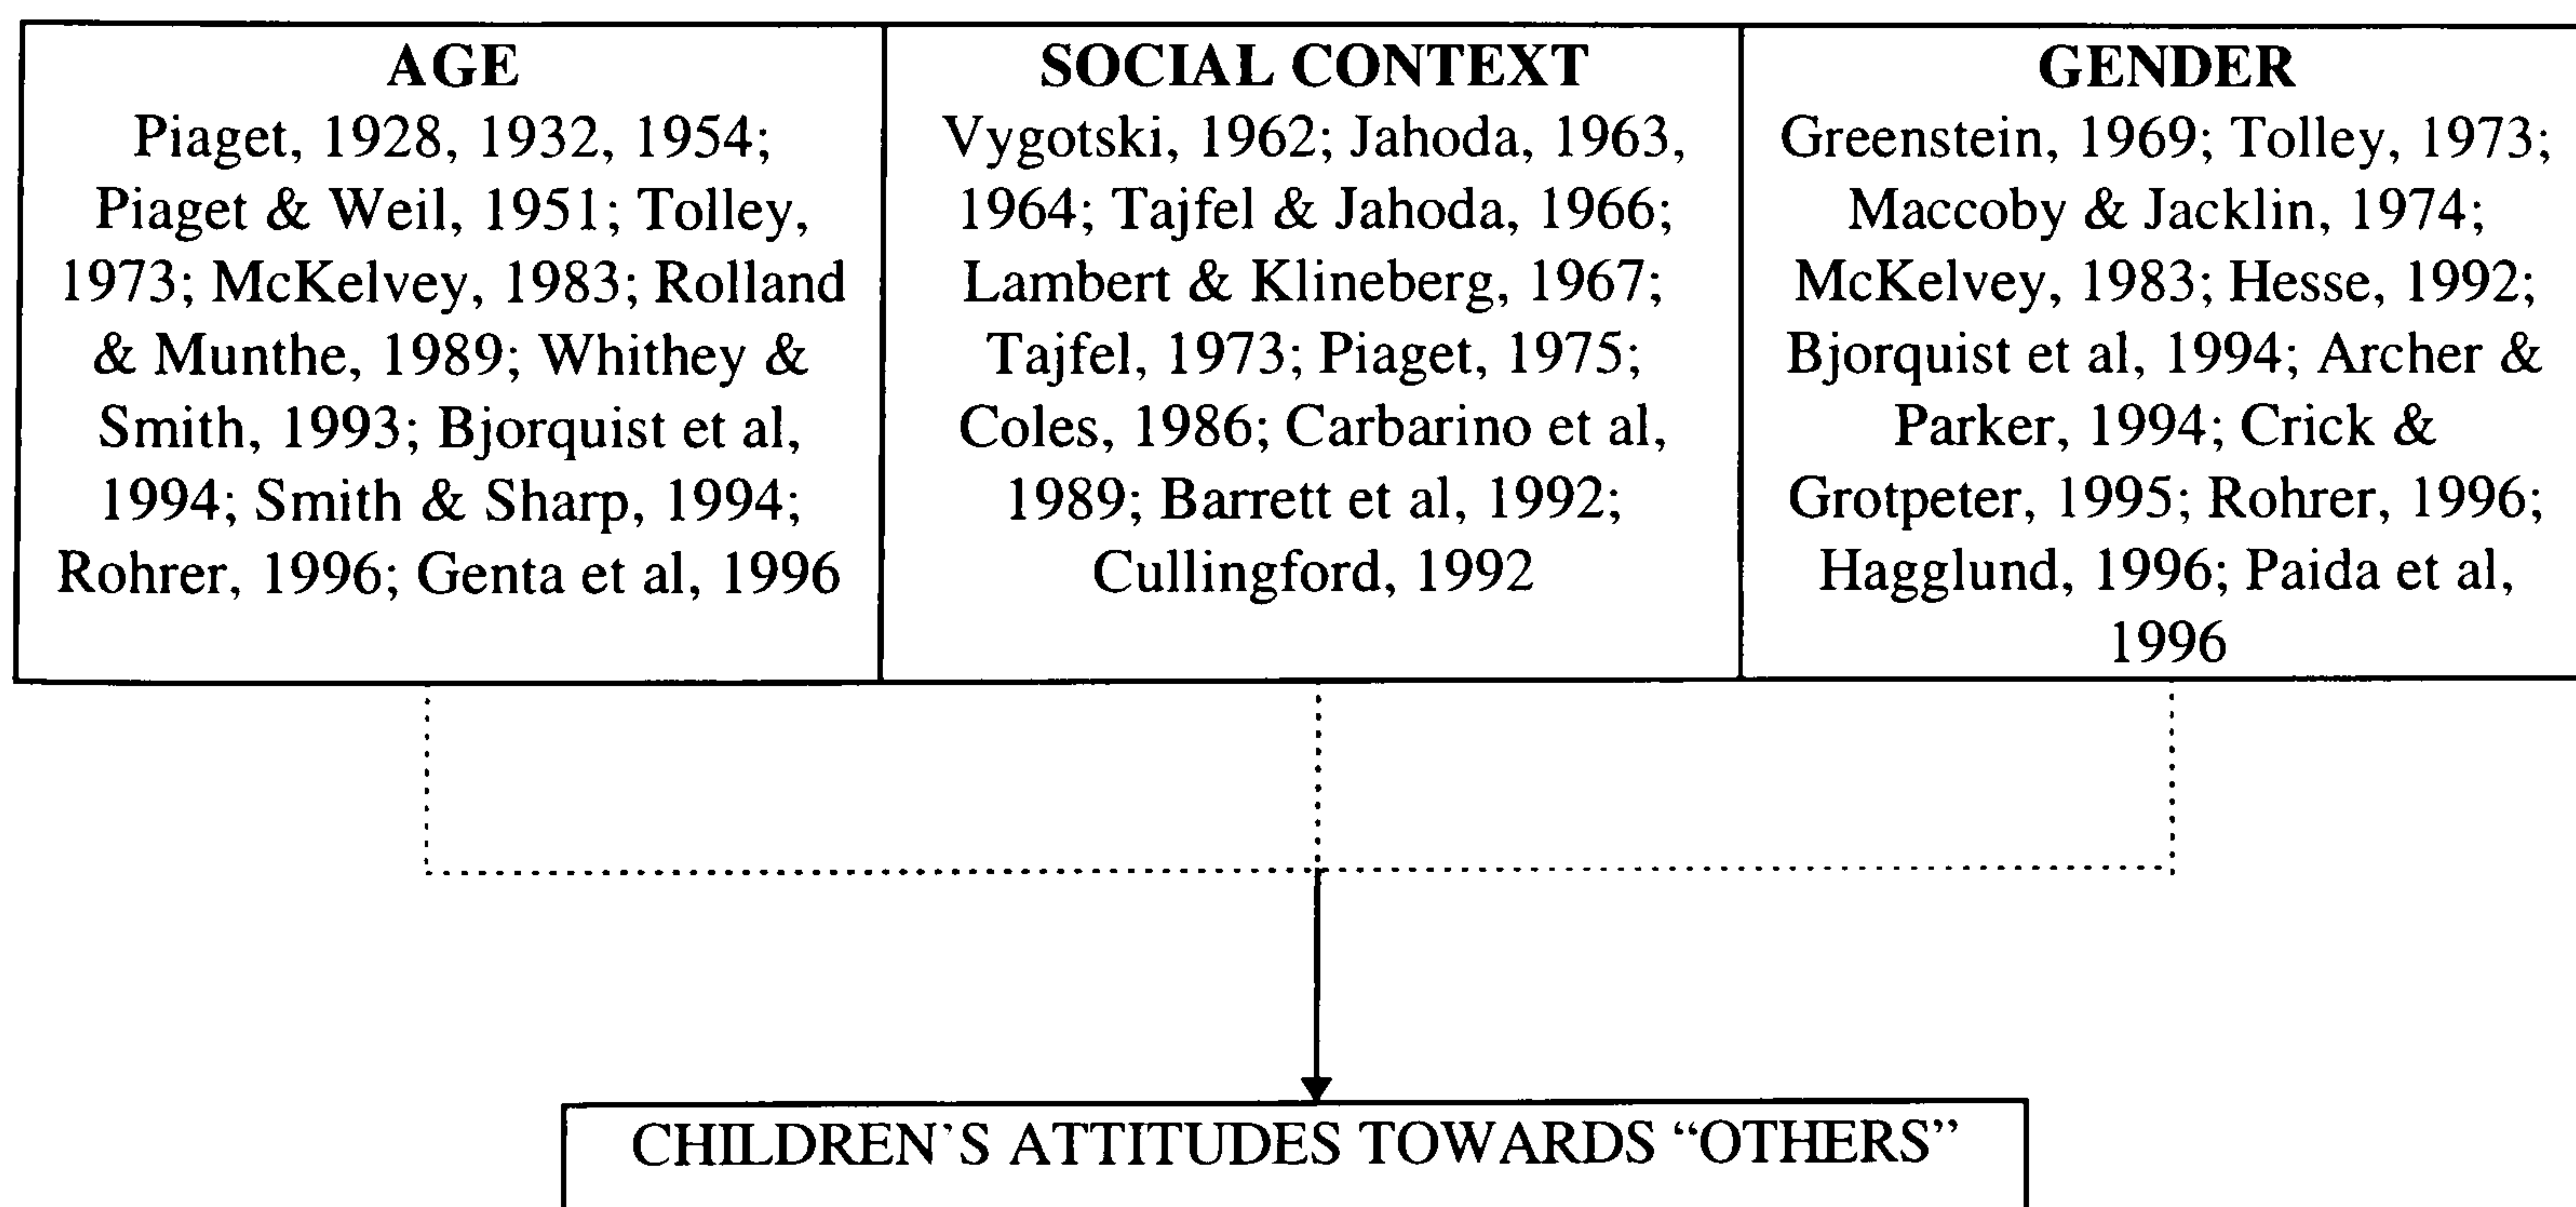 AGE
Piaget, 1928, 1932, 1954;
Piaget & Weil, 1951; Tolley,
1973; McKelvey, 1983; Rolland
& Munthe, 1989; Whithey &
Smith, 1993; Bjorquist et al,
1994; Smith & Sharp, 1994;
Rohrer, 1996; Genta et al, 1996
SOCIAL CONTEXT
Vygotski, 1962; Jahoda, 1963,
1964; Tajfel & Jahoda, 1966;
Lambert & Klineberg, 1967;
Tajfel, 1973; Piaget, 1975;
Coles, 1986; Carbarino et al,
1989; Barrett et al, 1992;
Cullingford, 1992
GENDER
Greenstein, 1969; Tolley, 1973;
Maccoby & Jacklin, 1974;
McKelvey, 1983; Hesse, 1992;
Bjorquist et al, 1994; Archer &
Parker, 1994; Crick &
Grotpeter, 1995; Rohrer, 1996;
Hagglund, 1996; Paida et al,
1996
CHILDREN'S ATTITUDES TOWARDS “OTHERS”